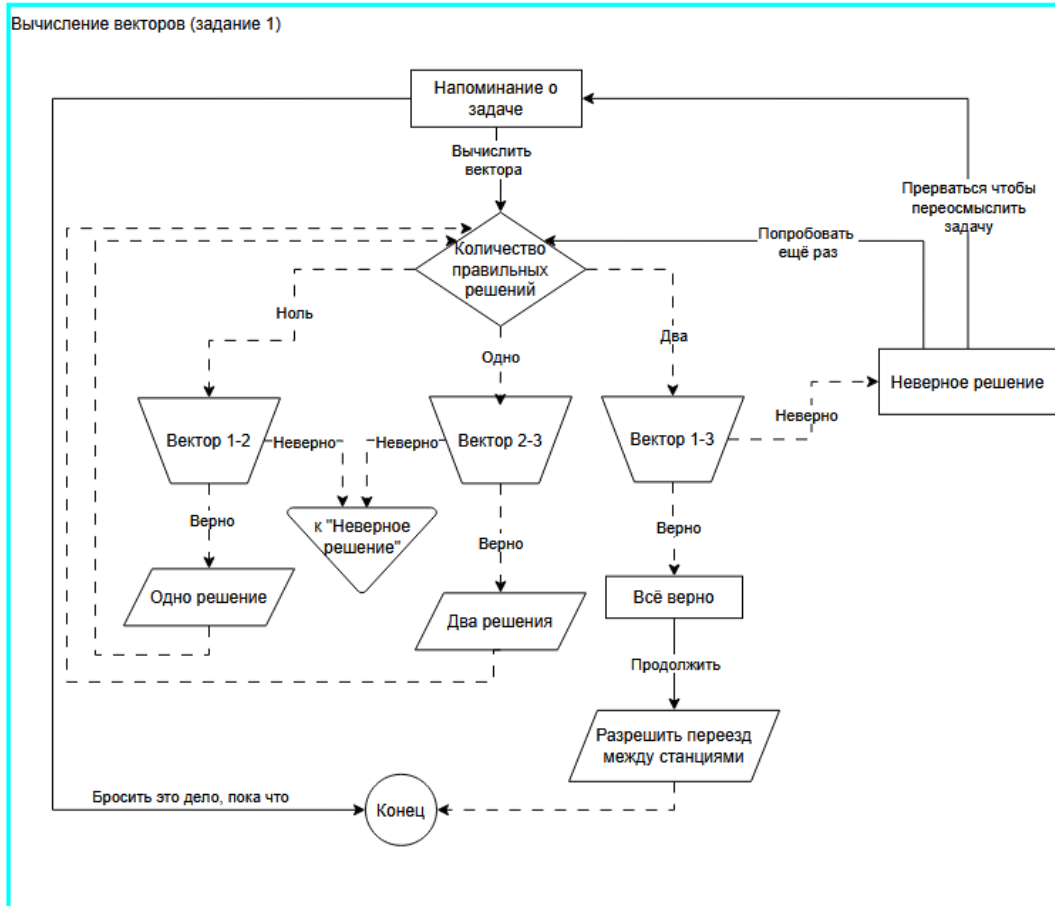 Вычисление векторов (задание 1)
Напоминание о
задаче
Вычислить
вектора
Прерваться чтобы
переосмыслить
задачу
Попробовать
ещё раз
Количество
правильных
решений
Ноль
Одно
Два
Неверное решение
Неверно
Вектор 1-2
Неверно
Неверно
Вектор 2-3
Вектор 1-3
Верно
к "Неверное
решение"
Верно
Верно
Одно решение
Два решения
Всё верно
Продолжить
Разрешить переезд
между станциями
Бросить это дело, пока что
Конец